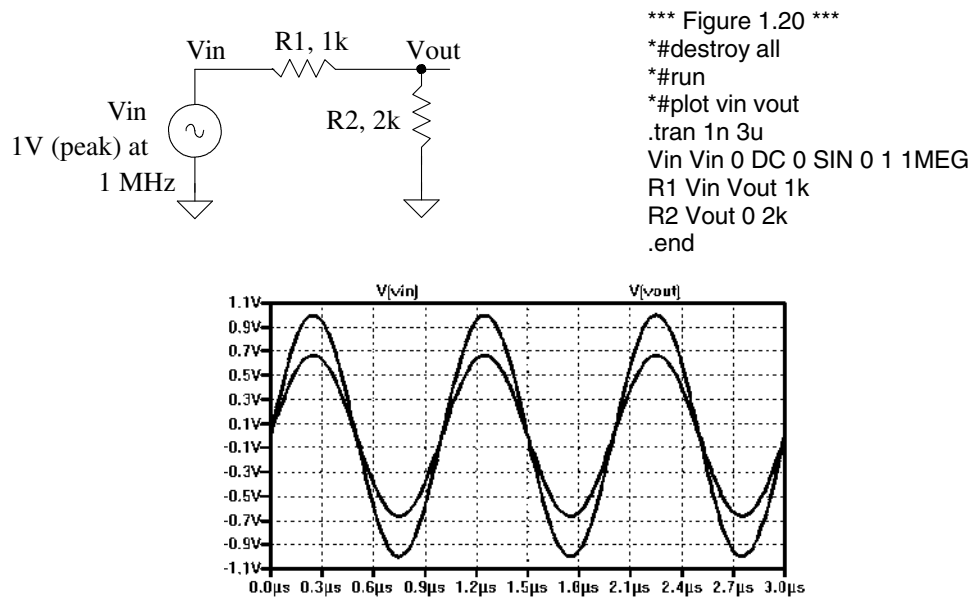 Vin
R1, 1k
Vout
Vin
1V (peak) at
1 MHz
R2, 2k
*** Figure 1.20 ***
*#destroy all
*#run
*#plot vin vout
.tran 1n 3u
Vin Vin 0 DC 0 SIN 0 1 1MEG
R1 Vin Vout 1k
R2 Vout 0 2k
.end
V[vin]
V[vout]
1.1V
0.9V
0.7V
0.5V
0.3V
0.1V
-0.1V
-0.3V
-0.5V
-0.7V
-0.9V
-1.1V
0.0µs 0.3µs 0.6µs 0.9µs 1.2µs 1.5µs 1.8µs 2.1µs 2.4µs 2.7µs 3.0µs